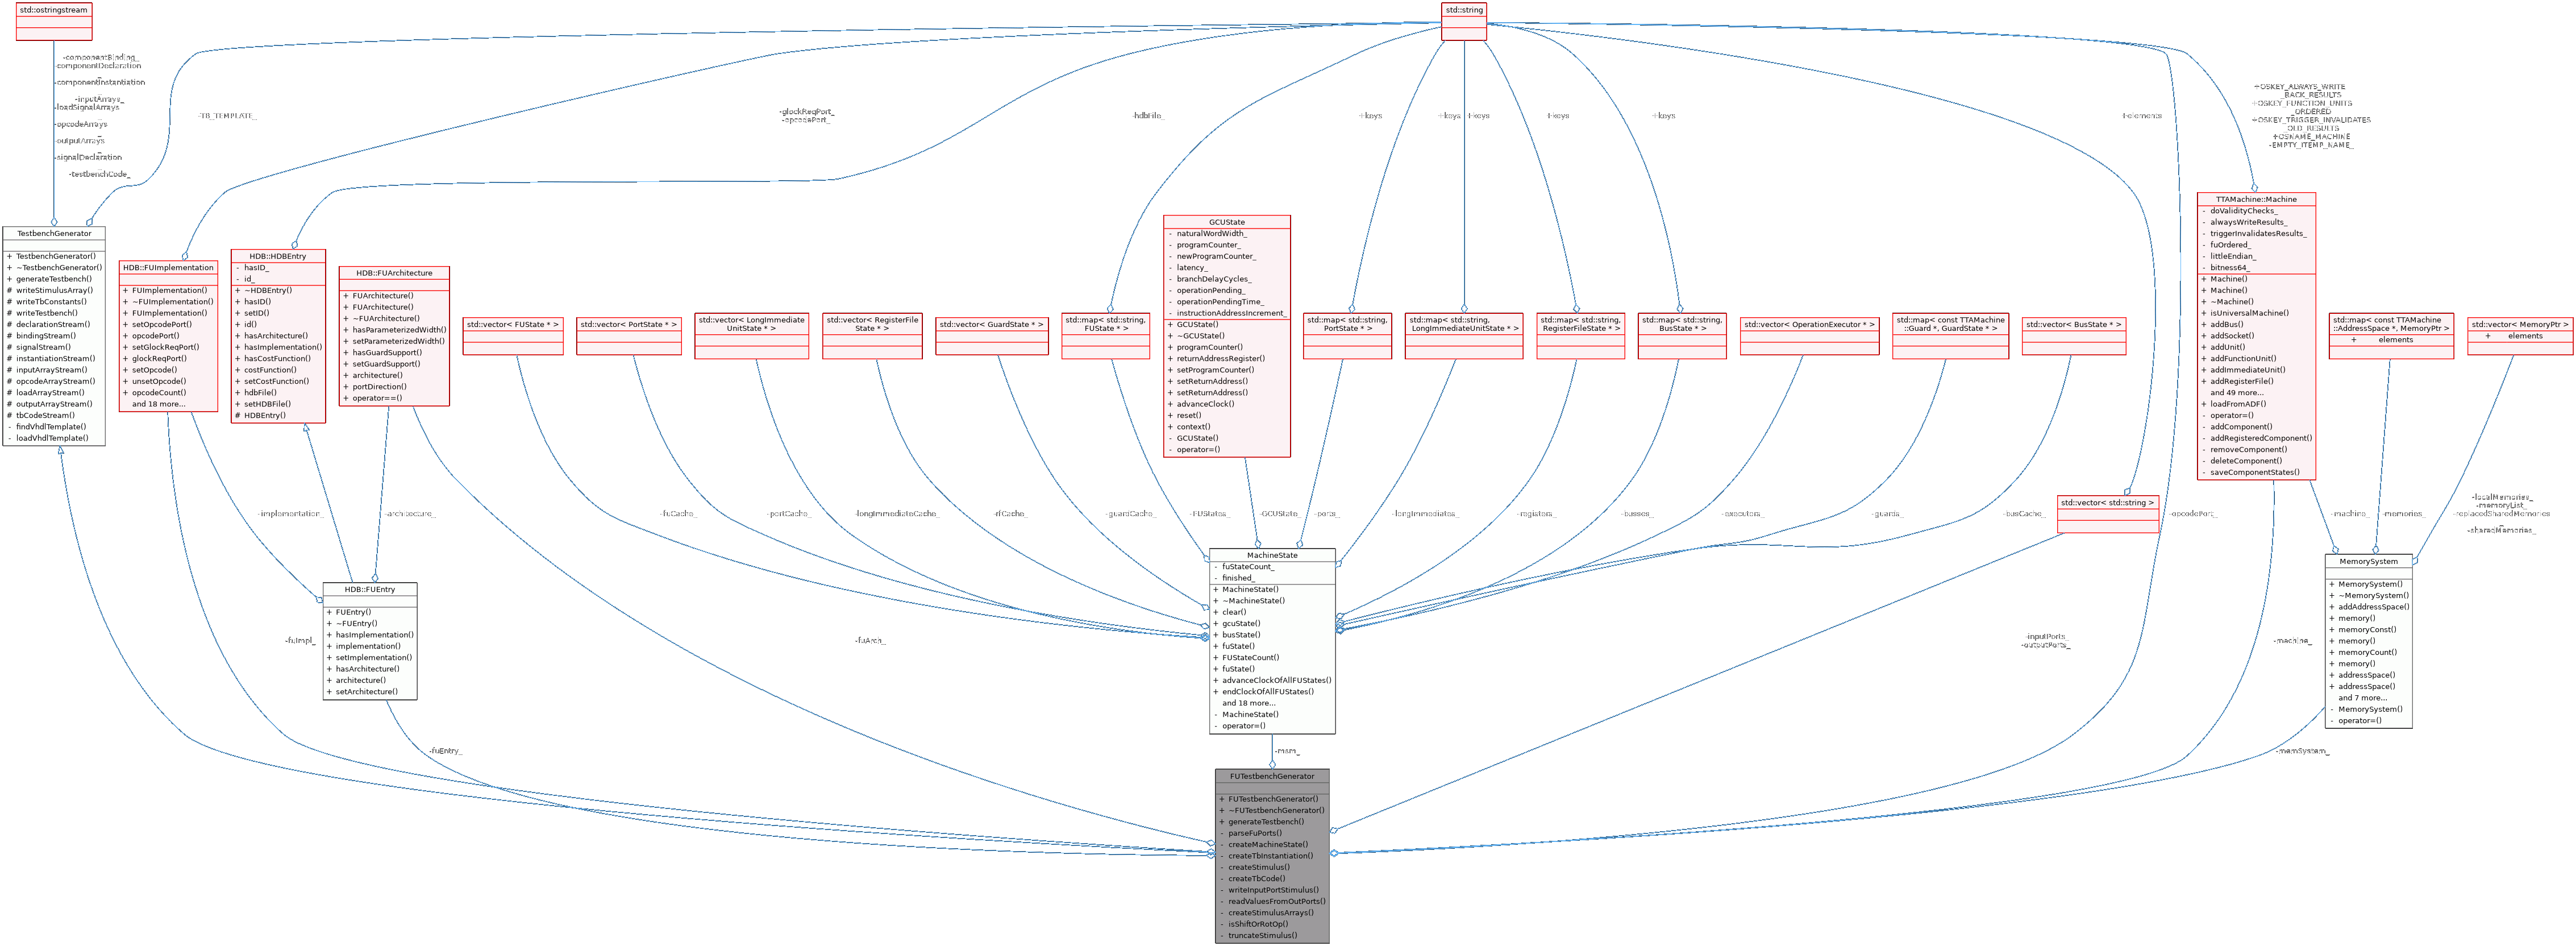 std::ostringstream
std::string
-componentBinding_
-componentDeclaration
_
-componentInstantiation
_
-inputArrays_
-loadSignalArrays
_
-opcodeArrays
_
-outputArrays
_
-signalDeclaration
_
-testbenchCode_
-TB_TEMPLATE_
-glockReqPort_
-opcodePort_
-hdbFile_
+keys
+keys
+keys
+keys
+keys
+elements
+OSKEY_ALWAYS_WRITE
_BACK_RESULTS
+OSKEY_FUNCTION_UNITS
_ORDERED
+OSKEY_TRIGGER_INVALIDATES
_OLD_RESULTS
+OSNAME_MACHINE
-EMPTY_ITEMP_NAME_
TestbenchGenerator
+ TestbenchGenerator()
+ ~TestbenchGenerator()
+ generateTestbench()
# writeStimulusArray()
# writeTbConstants()
# writeTestbench()
# declarationStream()
# bindingStream()
# signalStream()
# instantiationStream()
# inputArrayStream()
# opcodeArrayStream()
# loadArrayStream()
# outputArrayStream()
# tbCodeStream()
- findVhdlTemplate()
- loadVhdlTemplate()
HDB::FUImplementation
+ FUImplementation()
+ ~FUImplementation()
+ FUImplementation()
+ setOpcodePort()
+ opcodePort()
+ setGlockReqPort()
+ glockReqPort()
+ setOpcode()
+ unsetOpcode()
+ opcodeCount()
and 18 more...
HDB::HDBEntry
- hasID_
- id_
+ ~HDBEntry()
+ hasID()
+ setID()
+ id()
+ hasArchitecture()
+ hasImplementation()
+ hasCostFunction()
+ costFunction()
+ setCostFunction()
+ hdbFile()
+ setHDBFile()
# HDBEntry()
HDB::FUArchitecture
+ FUArchitecture()
+ FUArchitecture()
+ ~FUArchitecture()
+ hasParameterizedWidth()
+ setParameterizedWidth()
+ hasGuardSupport()
+ setGuardSupport()
+ architecture()
+ portDirection()
+ operator==()
std::vector< FUState * >
std::vector< PortState * >
std::vector< LongImmediate
UnitState * >
std::vector< RegisterFile
State * >
std::vector< GuardState * >
std::map< std::string,
FUState * >
GCUState
- naturalWordWidth_
- programCounter_
- newProgramCounter_
- latency_
- branchDelayCycles_
- operationPending_
- operationPendingTime_
- instructionAddressIncrement_
+ GCUState()
+ ~GCUState()
+ programCounter()
+ returnAddressRegister()
+ setProgramCounter()
+ setReturnAddress()
+ setReturnAddress()
+ advanceClock()
+ reset()
+ context()
- GCUState()
- operator=()
std::map< std::string,
PortState * >
std::map< std::string,
LongImmediateUnitState * >
std::map< std::string,
RegisterFileState * >
std::map< std::string,
BusState * >
std::vector< OperationExecutor * >
std::map< const TTAMachine
::Guard *, GuardState * >
std::vector< BusState * >
TTAMachine::Machine
- doValidityChecks_
- alwaysWriteResults_
- triggerInvalidatesResults_
- fuOrdered_
- littleEndian_
- bitness64_
+ Machine()
+ Machine()
+ ~Machine()
+ isUniversalMachine()
+ addBus()
+ addSocket()
+ addUnit()
+ addFunctionUnit()
+ addImmediateUnit()
+ addRegisterFile()
and 49 more...
+ loadFromADF()
- operator=()
- addComponent()
- addRegisteredComponent()
- removeComponent()
- deleteComponent()
- saveComponentStates()
std::map< const TTAMachine
::AddressSpace *, MemoryPtr >
+ elements
std::vector< MemoryPtr >
+ elements
std::vector< std::string >
-implementation_
-architecture_
-fuCache_
-portCache_
-longImmediateCache_
-rfCache_
-guardCache_
-FUStates_
-GCUState_
-ports_
-longImmediates_
-registers_
-busses_
-executors_
-guards_
-busCache_
-opcodePort_
-machine_
-memories_
-localMemories_
-memoryList_
-replacedSharedMemories
_
-sharedMemories_
HDB::FUEntry
+ FUEntry()
+ ~FUEntry()
+ hasImplementation()
+ implementation()
+ setImplementation()
+ hasArchitecture()
+ architecture()
+ setArchitecture()
MachineState
- fuStateCount_
- finished_
+ MachineState()
+ ~MachineState()
+ clear()
+ gcuState()
+ busState()
+ fuState()
+ FUStateCount()
+ fuState()
+ advanceClockOfAllFUStates()
+ endClockOfAllFUStates()
and 18 more...
- MachineState()
- operator=()
MemorySystem
+ MemorySystem()
+ ~MemorySystem()
+ addAddressSpace()
+ memory()
+ memoryConst()
+ memory()
+ memoryCount()
+ memory()
+ addressSpace()
+ addressSpace()
and 7 more...
- MemorySystem()
- operator=()
-fuImpl_
-fuArch_
-inputPorts_
-outputPorts_
-machine_
-fuEntry_
-msm_
-memSystem_
FUTestbenchGenerator
+ FUTestbenchGenerator()
+ ~FUTestbenchGenerator()
+ generateTestbench()
- parseFuPorts()
- createMachineState()
- createTbInstantiation()
- createStimulus()
- createTbCode()
- writeInputPortStimulus()
- readValuesFromOutPorts()
- createStimulusArrays()
- isShiftOrRotOp()
- truncateStimulus()